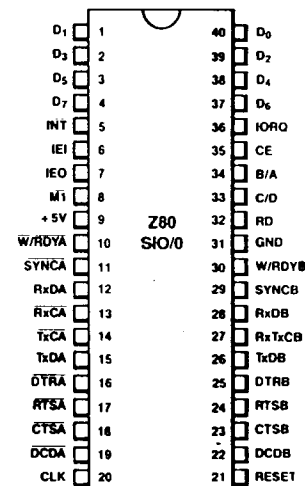 D1 1 40 D0
D3 2 39 D2
D5 3 38 D4
D7 4 37 D6
INT 5 36 IORQ
IEI 6 35 CE
IEO 7 34 B/A
M1 8 33 C/D
+5V 9 Z80 32 RD
W/RDYA 10 SIO/0 31 GND
SYNCA 11 30 W/RDYB
RxDA 12 29 SYNCB
RxCA 13 28 RxDB
TxCA 14 27 RxTxCB
TxDA 15 26 TxDB
DTRA 16 25 DTRB
RTSA 17 24 RTSB
CTSA 18 23 CTSB
DCDA 19 22 DCDB
CLK 20 21 RESET